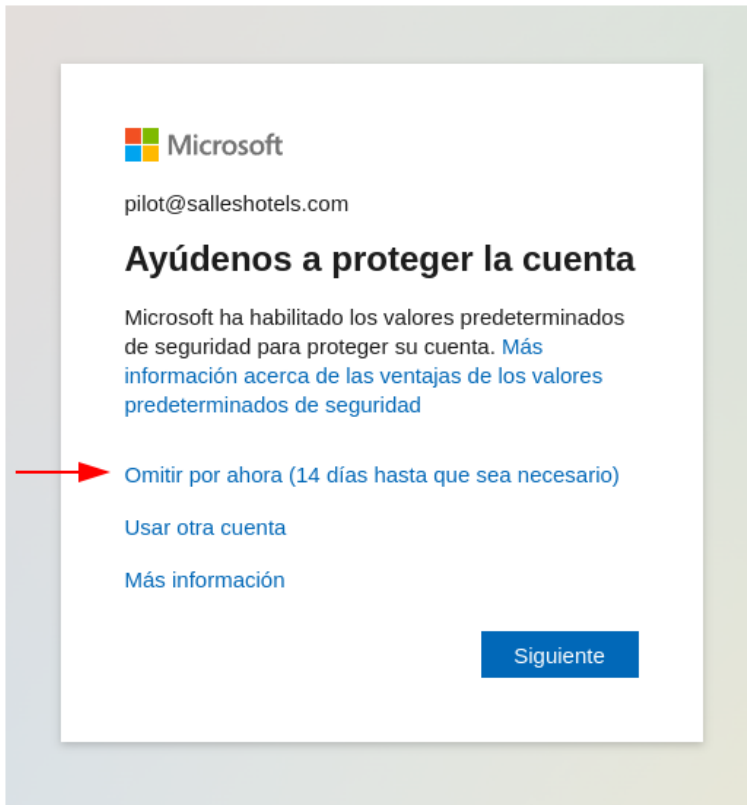 Microsoft
pilot@salleshotels.com
Ayúdenos a proteger la cuenta
Microsoft ha habilitado los valores predeterminados
de seguridad para proteger su cuenta. Más
información acerca de las ventajas de los valores
predeterminados de seguridad
Omitir por ahora (14 días hasta que sea necesario)
Usar otra cuenta
Más información
Siguiente